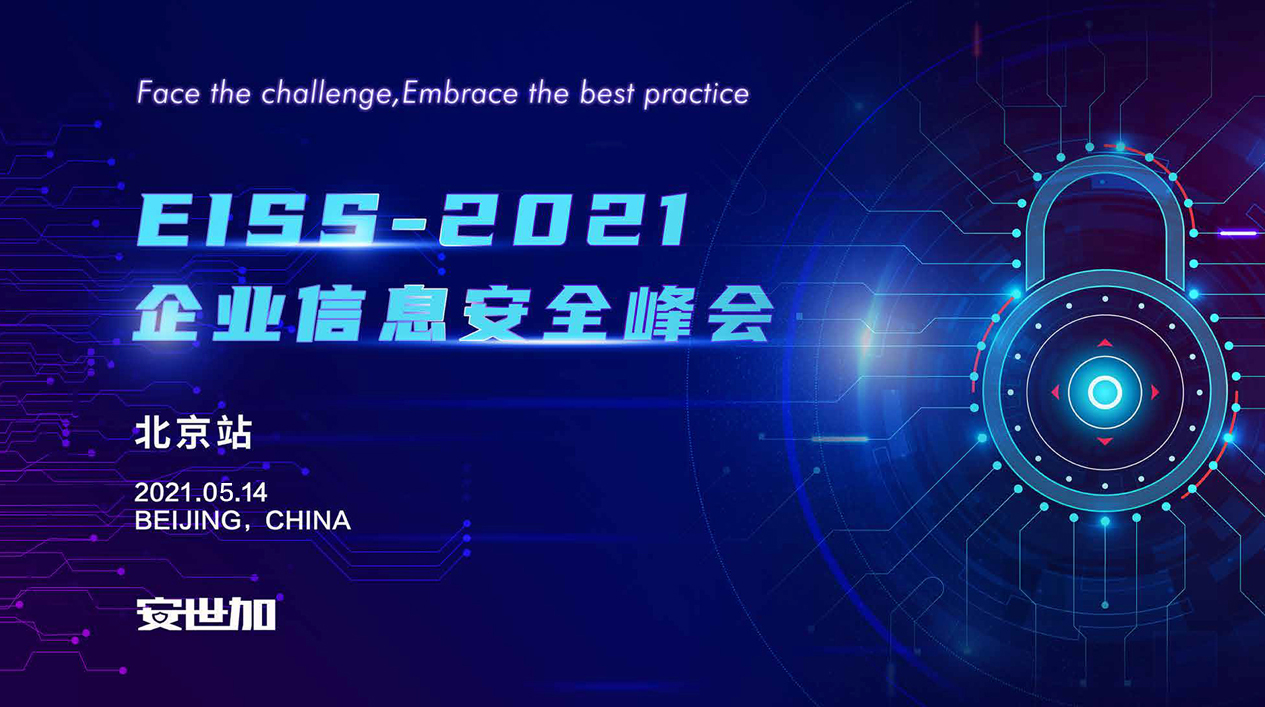 Face the challenge,Embrace the best practice
EISS-2021
企业信息安全峰会
北京站
2021.05.14
BEIJING, CHINA
安世加